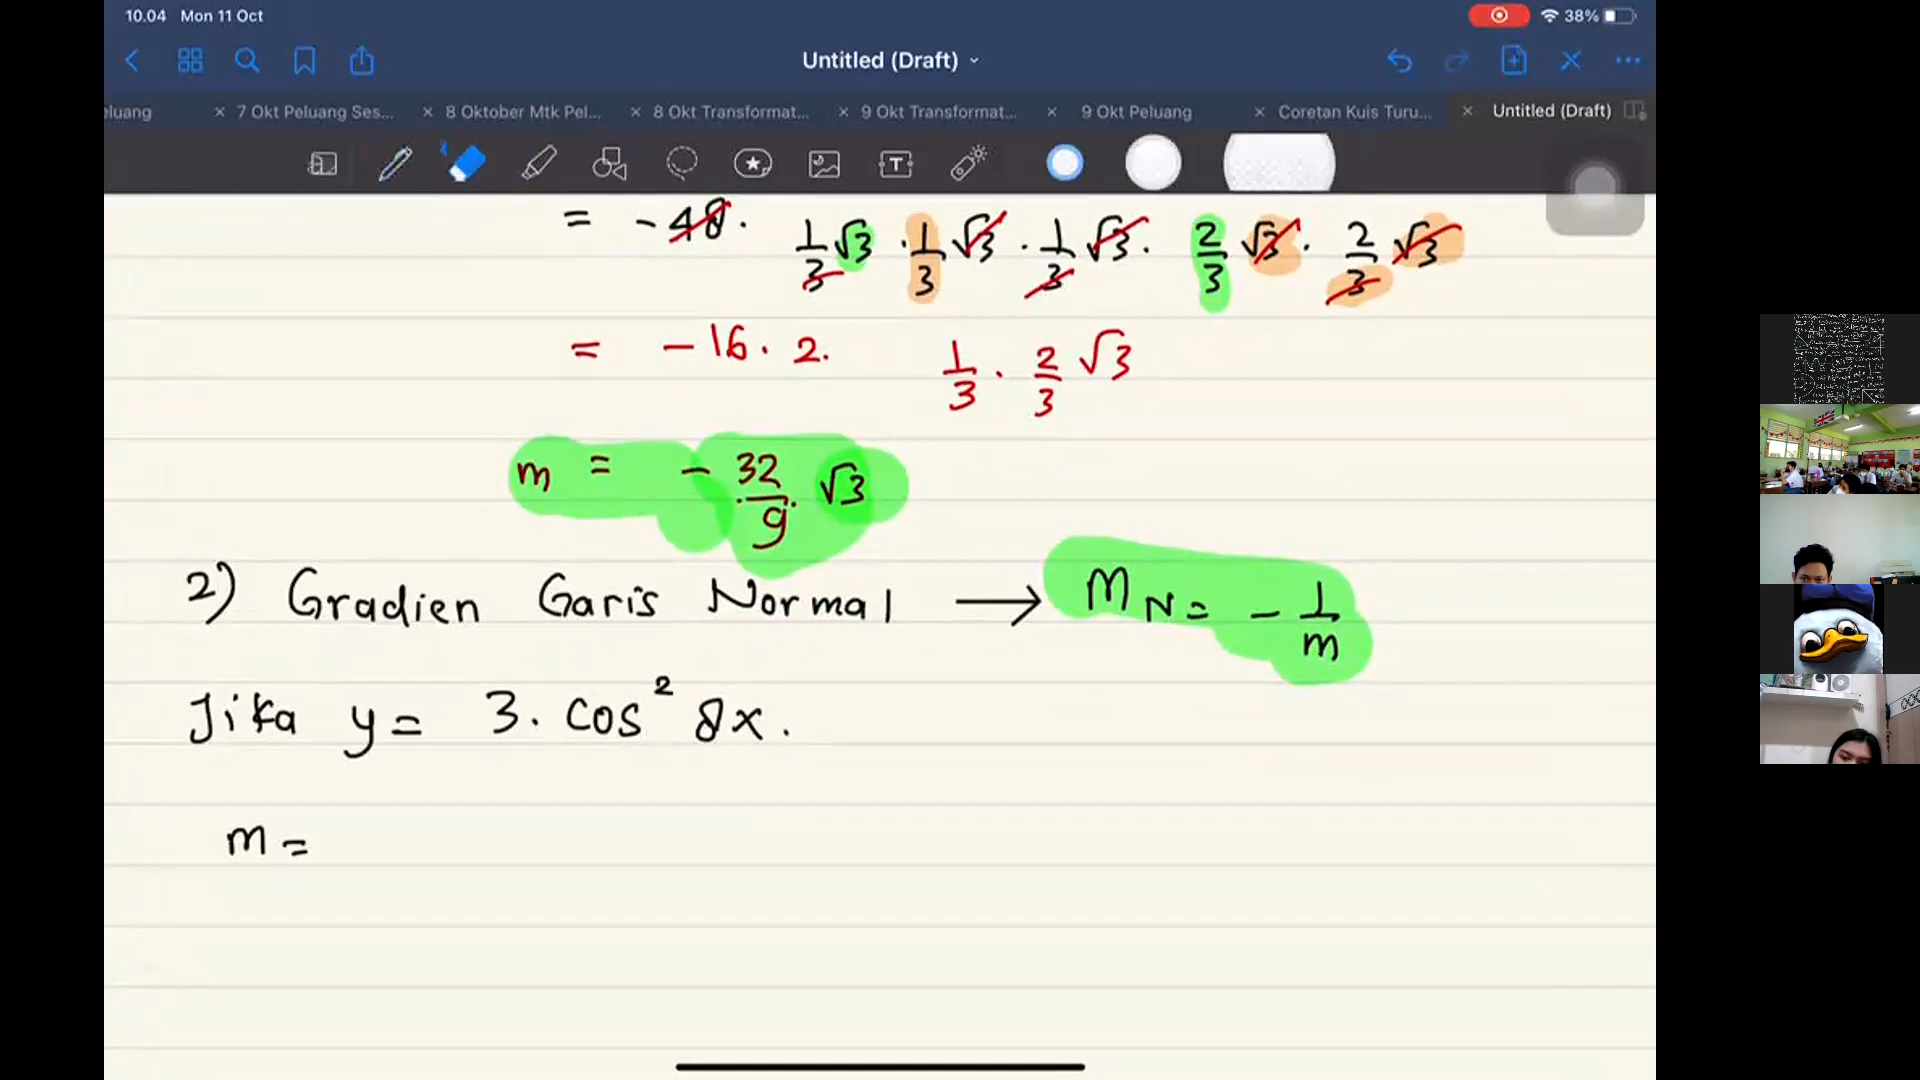 10.04 Mon 11 Oct
38%
Untitled (Draft)
eluang
7 Okt Peluang Ses...
8 Oktober Mtk Pel...
8 Okt Transformat...
9 Okt Transformat...
9 Okt Peluang
Coretan Kuis Turu...
Untitled (Draft)
= -48. 1/3 √3 . 1/3 √3 . 1/3 √3 . 2/3 √3 . 2/3 √3
= -16. 2. 1/3 . 2/3 √3
m = - 32/9 . √3
2) Gradien Garis Normal → M N = - 1/m
Jika y = 3. cos² 8x.
m =